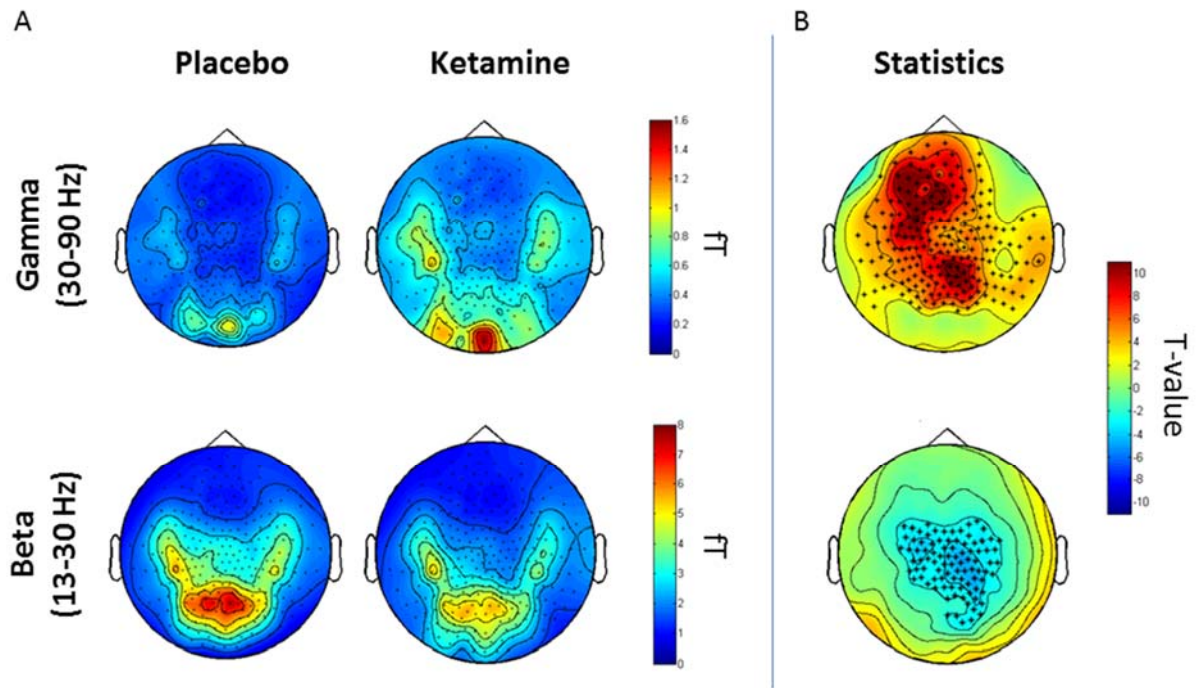 A
B
Placebo
Ketamine
Statistics
Gamma
(30-90 Hz)
1.6
1.4
1.2
1
0.8
0.6
0.4
0.2
0
fT
10
8
6
4
2
0
-2
-4
-6
-8
-10
T-value
Beta
(13-30 Hz)
8
7
6
5
4
3
2
1
0
fT